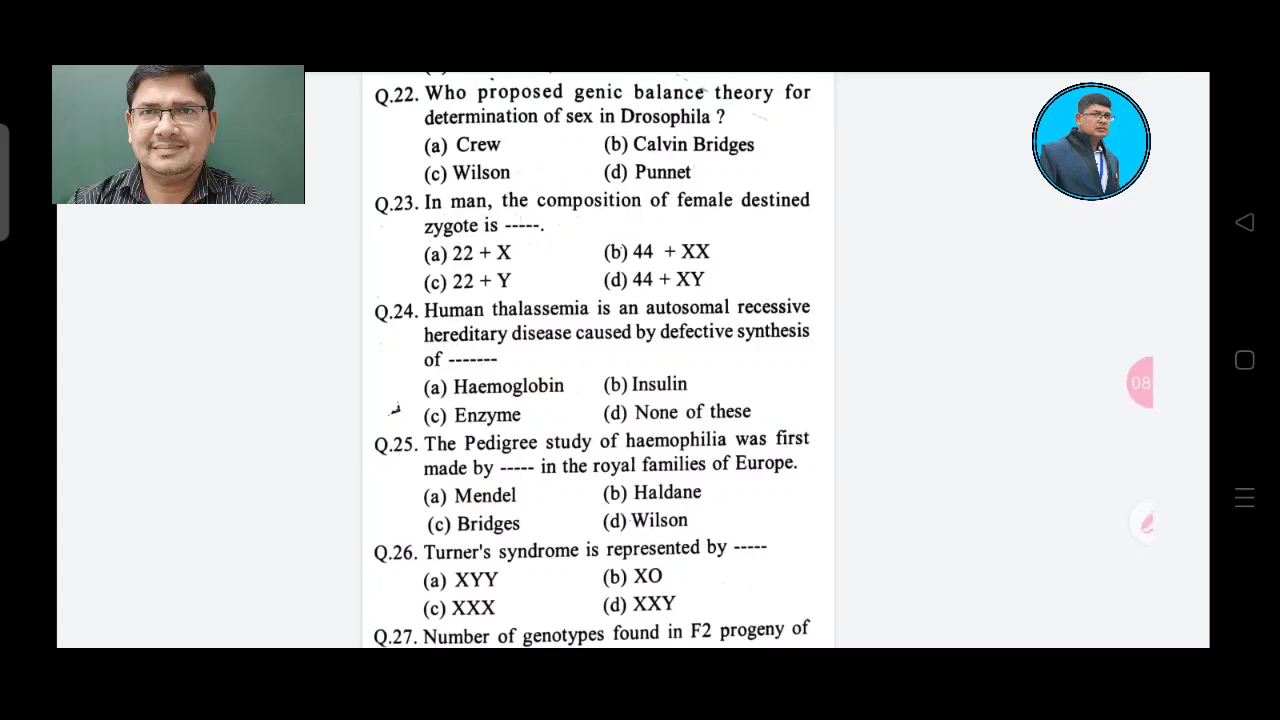 Q.22. Who proposed genic balance theory for
determination of sex in Drosophila ?
(a) Crew (b) Calvin Bridges
(c) Wilson (d) Punnet
Q.23. In man, the composition of female destined
zygote is -----.
(a) 22 + X (b) 44 + XX
(c) 22 + Y (d) 44 + XY
Q.24. Human thalassemia is an autosomal recessive
hereditary disease caused by defective synthesis
of -------
(a) Haemoglobin (b) Insulin
(c) Enzyme (d) None of these
Q.25. The Pedigree study of haemophilia was first
made by ----- in the royal families of Europe.
(a) Mendel (b) Haldane
(c) Bridges (d) Wilson
Q.26. Turner's syndrome is represented by -----
(a) XYY (b) XO
(c) XXX (d) XXY
Q.27. Number of genotypes found in F2 progeny of
08